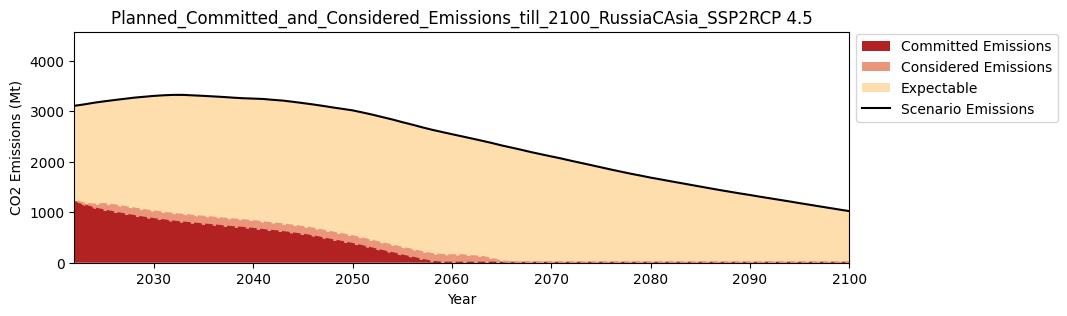 Planned_Committed_and_Considered_Emissions_till_2100_RussiaCAsia_SSP2RCP 4.5
CO2 Emissions (Mt)
4000
3000
2000
1000
0
2030
2040
2050
2060
2070
2080
2090
2100
Year
Committed Emissions
Considered Emissions
Expectable
Scenario Emissions